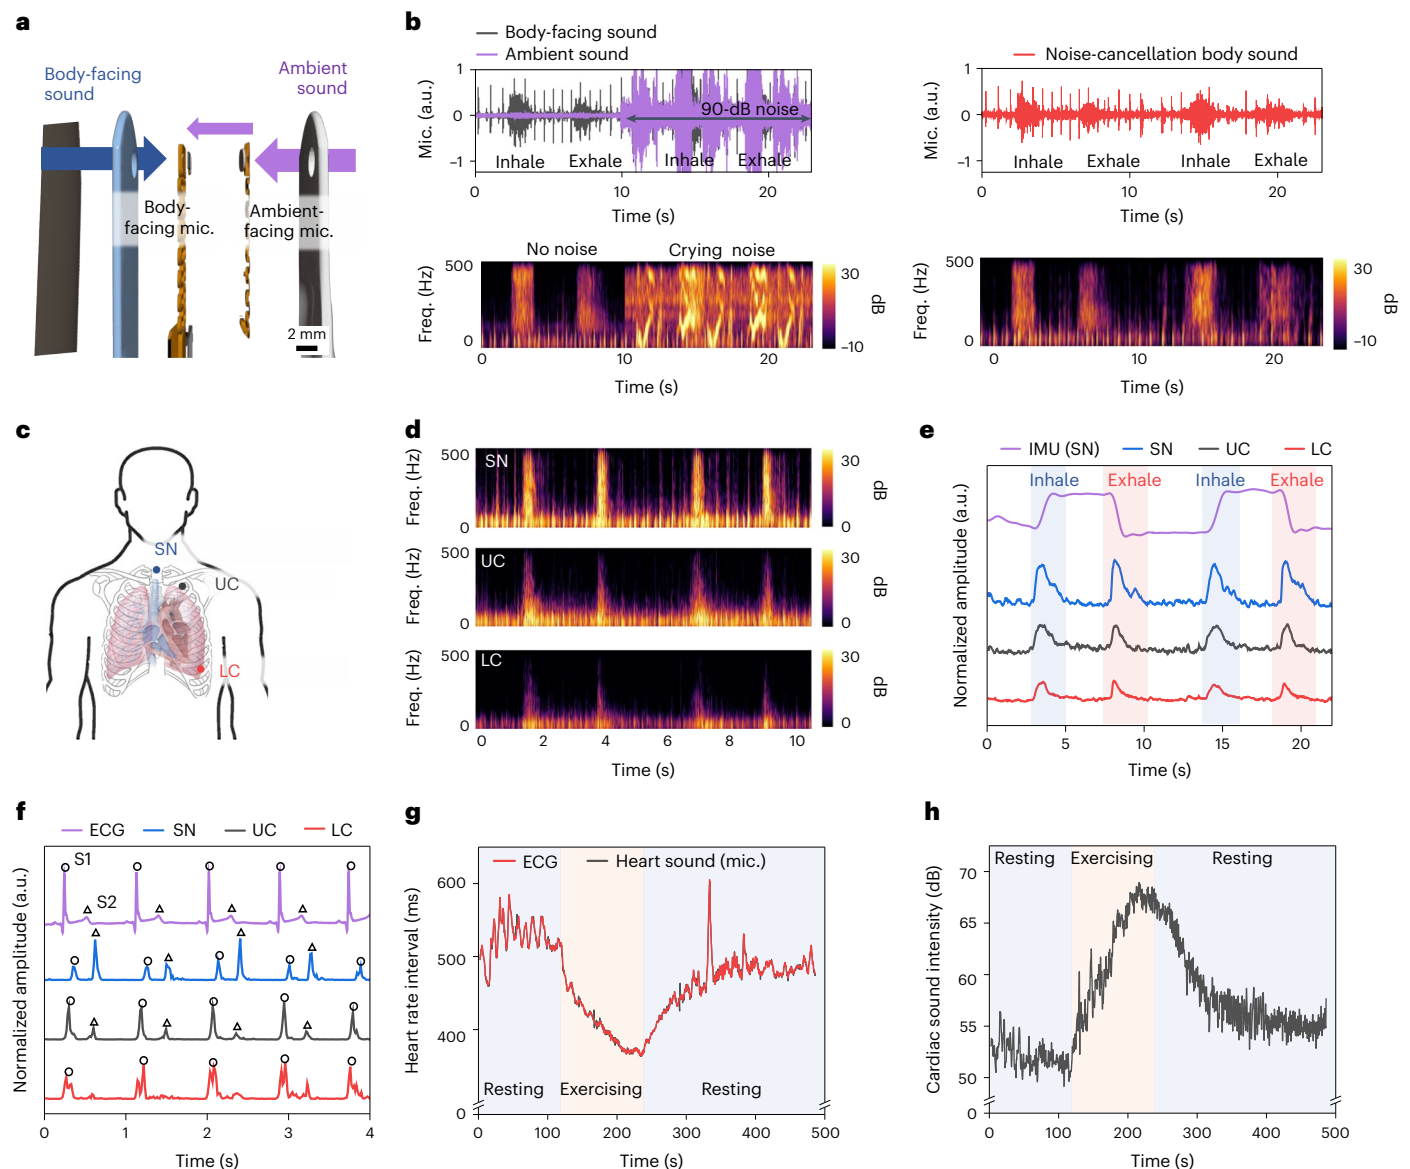 a
Body-facing
sound
Ambient
sound
Body-
facing mic.
Ambient-
facing mic.
2 mm
b
Body-facing sound
Ambient sound
Mic. (a.u.)
1
0
–1
90-dB noise
Inhale
Exhale
Inhale
Exhale
0
10
20
Time (s)
Noise-cancellation body sound
Mic. (a.u.)
1
0
–1
Inhale
Exhale
Inhale
Exhale
0
10
20
Time (s)
No noise
Crying noise
Freq. (Hz)
500
0
30
–10
dB
0
10
20
Time (s)
Freq. (Hz)
500
0
30
–10
dB
0
10
20
Time (s)
c
SN
UC
LC
d
Freq. (Hz)
500
0
SN
30
0
dB
Freq. (Hz)
500
0
UC
30
0
dB
Freq. (Hz)
500
0
LC
30
0
dB
0
2
4
6
8
10
Time (s)
e
IMU (SN)
SN
UC
LC
Normalized amplitude (a.u.)
Inhale
Exhale
Inhale
Exhale
0
5
10
15
20
Time (s)
f
ECG
SN
UC
LC
Normalized amplitude (a.u.)
S1
S2
0
1
2
3
4
Time (s)
g
ECG
Heart sound (mic.)
Heart rate interval (ms)
600
500
400
0
Resting
Exercising
Resting
0
100
200
300
400
500
Time (s)
h
Cardiac sound intensity (dB)
Resting
Exercising
Resting
70
65
60
55
50
0
0
100
200
300
400
500
Time (s)